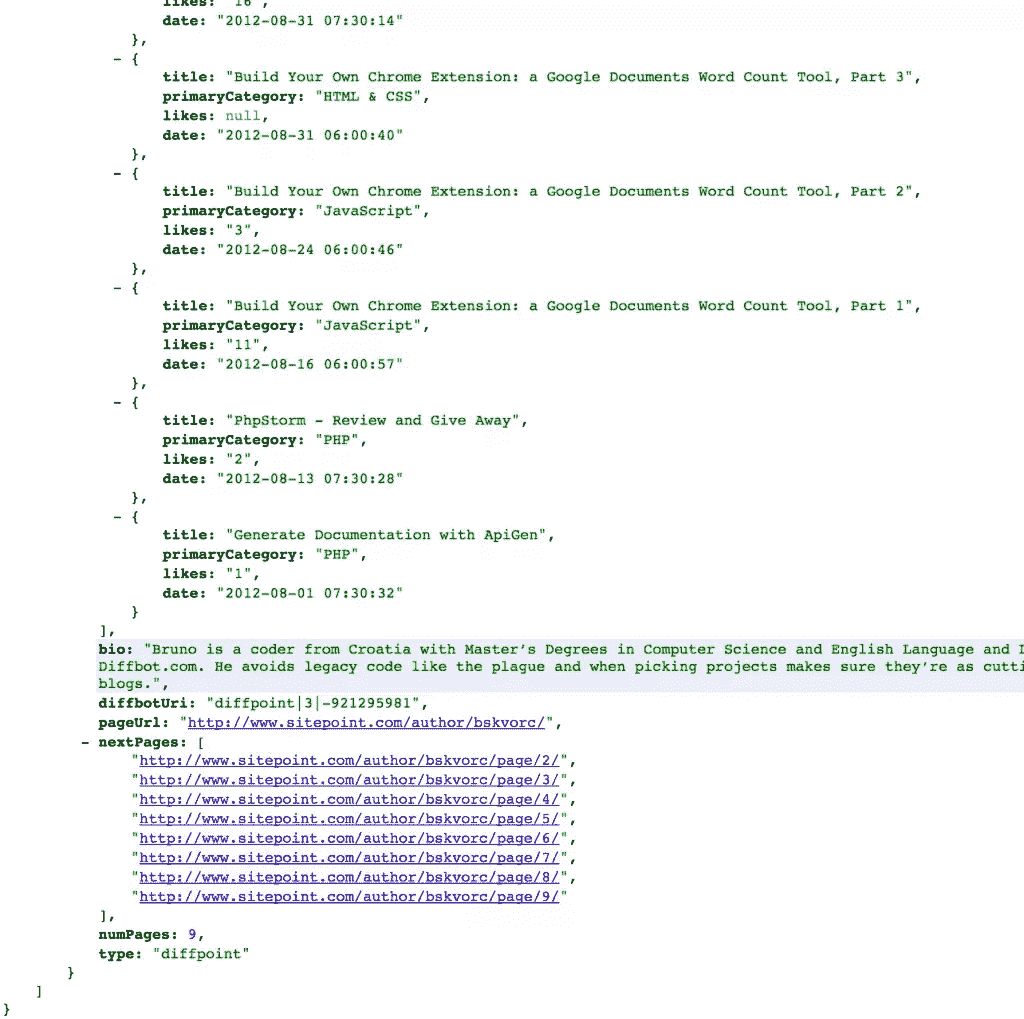 likes: "16",
date: "2012-08-31 07:30:14"
},
- {
title: "Build Your Own Chrome Extension: a Google Documents Word Count Tool, Part 3",
primaryCategory: "HTML & CSS",
likes: null,
date: "2012-08-31 06:00:40"
},
- {
title: "Build Your Own Chrome Extension: a Google Documents Word Count Tool, Part 2",
primaryCategory: "JavaScript",
likes: "3",
date: "2012-08-24 06:00:46"
},
- {
title: "Build Your Own Chrome Extension: a Google Documents Word Count Tool, Part 1",
primaryCategory: "JavaScript",
likes: "11",
date: "2012-08-16 06:00:57"
},
- {
title: "PhpStorm – Review and Give Away",
primaryCategory: "PHP",
likes: "2",
date: "2012-08-13 07:30:28"
},
- {
title: "Generate Documentation with ApiGen",
primaryCategory: "PHP",
likes: "1",
date: "2012-08-01 07:30:32"
}
],
bio: "Bruno is a coder from Croatia with Master’s Degrees in Computer Science and English Language and
Diffbot.com. He avoids legacy code like the plague and when picking projects makes sure they’re as
blogs.",
diffbotUri: "diffpoint|3|-921295981",
pageUrl: "http://www.sitepoint.com/author/bskvorc/",
- nextPages: [
"http://www.sitepoint.com/author/bskvorc/page/2/",
"http://www.sitepoint.com/author/bskvorc/page/3/",
"http://www.sitepoint.com/author/bskvorc/page/4/",
"http://www.sitepoint.com/author/bskvorc/page/5/",
"http://www.sitepoint.com/author/bskvorc/page/6/",
"http://www.sitepoint.com/author/bskvorc/page/7/",
"http://www.sitepoint.com/author/bskvorc/page/8/",
"http://www.sitepoint.com/author/bskvorc/page/9/"
],
numPages: 9,
type: "diffpoint"
}
]
}